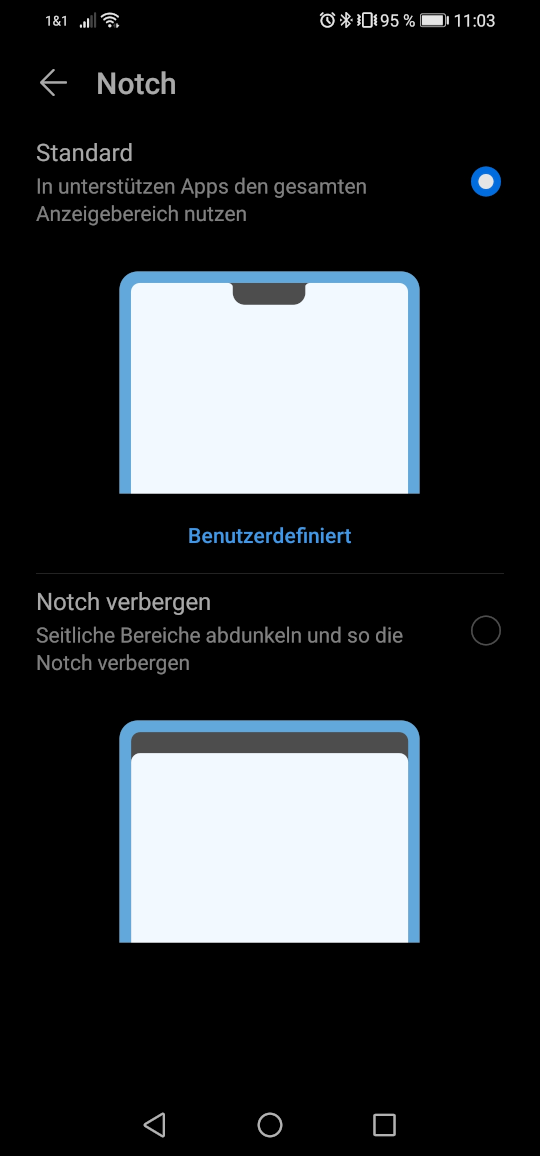 1&1 95 % 11:03
Notch
Standard
In unterstützen Apps den gesamten
Anzeigebereich nutzen
Benutzerdefiniert
Notch verbergen
Seitliche Bereiche abdunkeln und so die
Notch verbergen